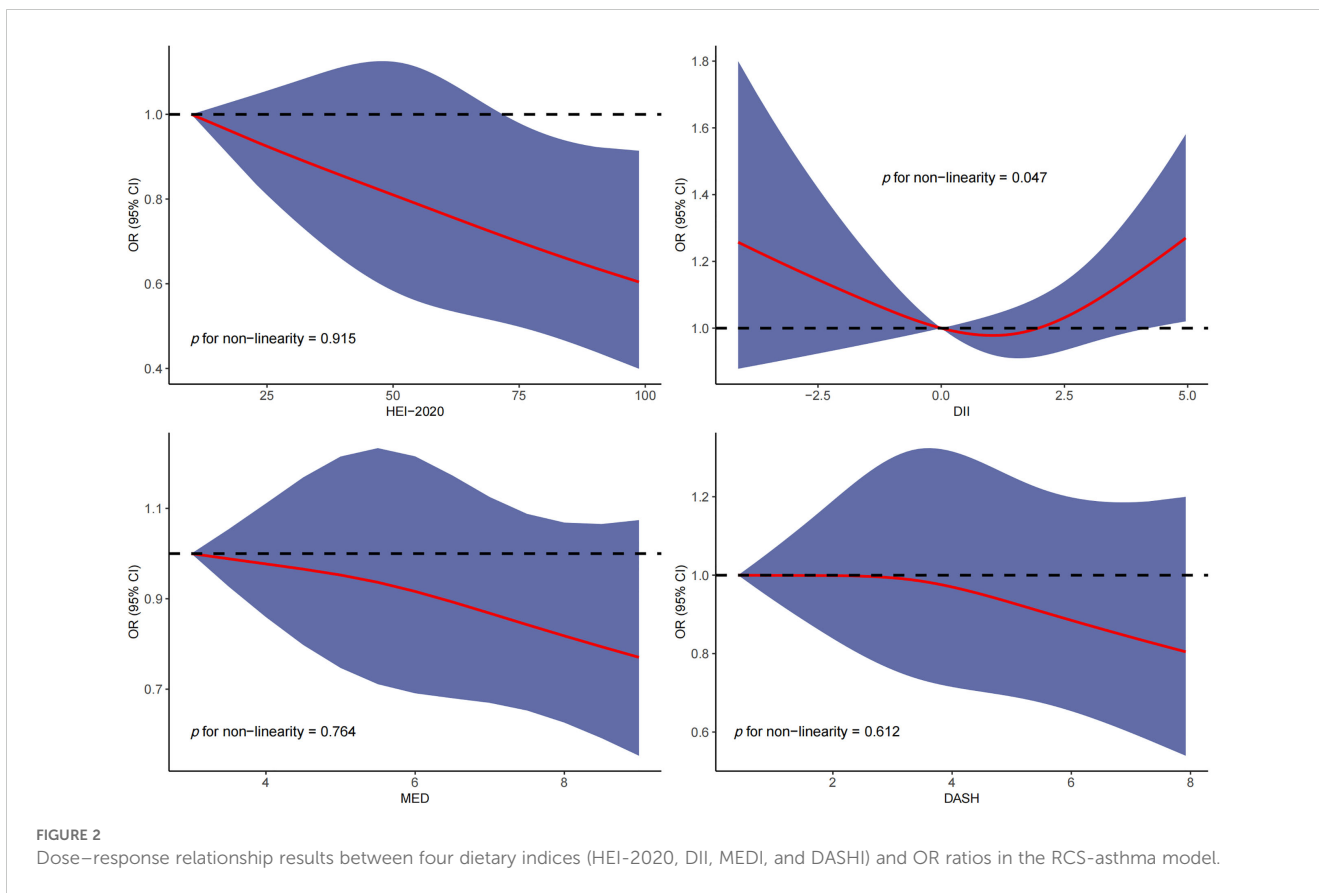 OR (95% CI)
1.0
0.8
0.6
0.4
p for non−linearity = 0.915
25 50 75 100
HEI−2020
OR (95% CI)
1.8
1.6
1.4
1.2
1.0
p for non−linearity = 0.047
−2.5 0.0 2.5 5.0
DII
OR (95% CI)
1.1
0.9
0.7
p for non−linearity = 0.764
4 6 8
MED
OR (95% CI)
1.2
1.0
0.8
0.6
p for non−linearity = 0.612
2 4 6 8
DASH
FIGURE 2
Dose–response relationship results between four dietary indices (HEI-2020, DII, MEDI, and DASHI) and OR ratios in the RCS-asthma model.